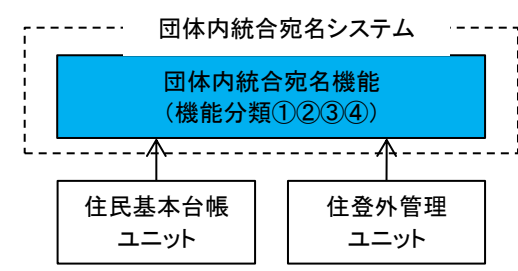 団体内統合宛名システム
団体内統合宛名機能
（機能分類①②③④）
住民基本台帳
ユニット
住登外管理
ユニット